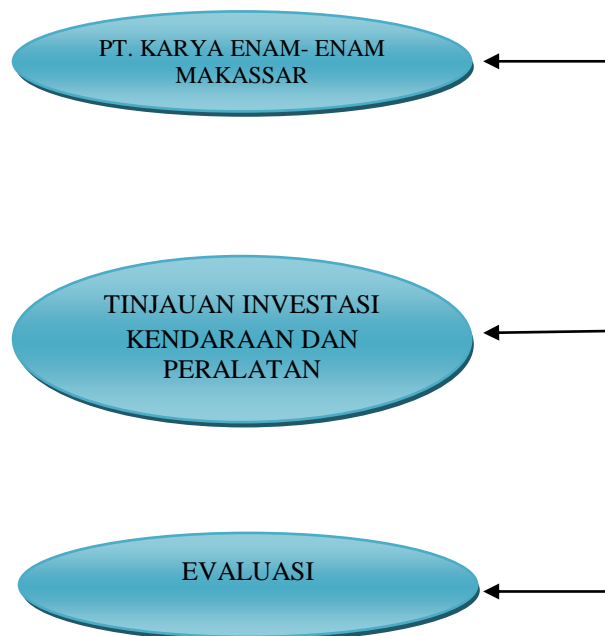 PT. KARYA ENAM- ENAM
MAKASSAR
TINJAUAN INVESTASI
KENDARAAN DAN
PERALATAN
EVALUASI